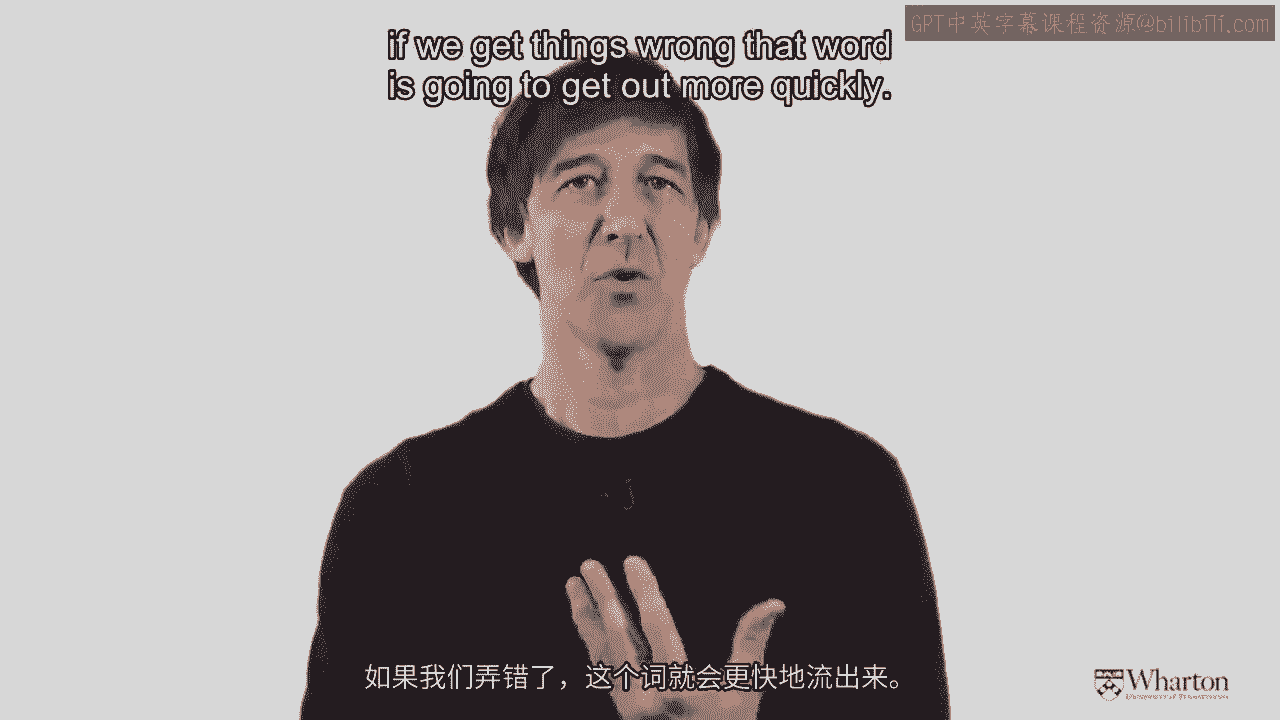 GPT中英字幕课程资源@bilibili.com
if we get things wrong that word
is going to get out more quickly.
如果我们弄错了，这个词就会更快地流出来。
Wharton